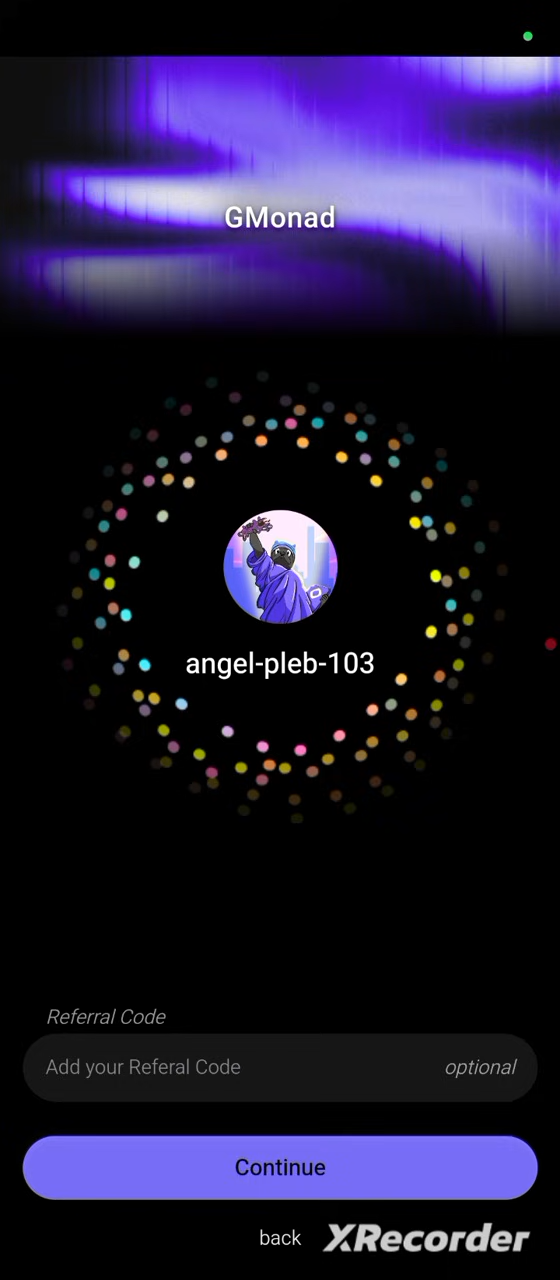 GMonad
angel-pleb-103
Referral Code
Add your Referal Code optional
Continue
back XRecorder